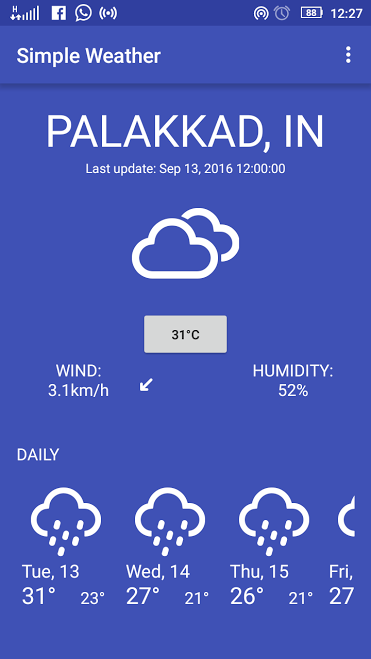 H 88 12:27
Simple Weather
PALAKKAD, IN
Last update: Sep 13, 2016 12:00:00
31°C
WIND: HUMIDITY:
3.1km/h 52%
DAILY
Tue, 13 Wed, 14 Thu, 15 Fri,
31° 23° 27° 21° 26° 21° 27